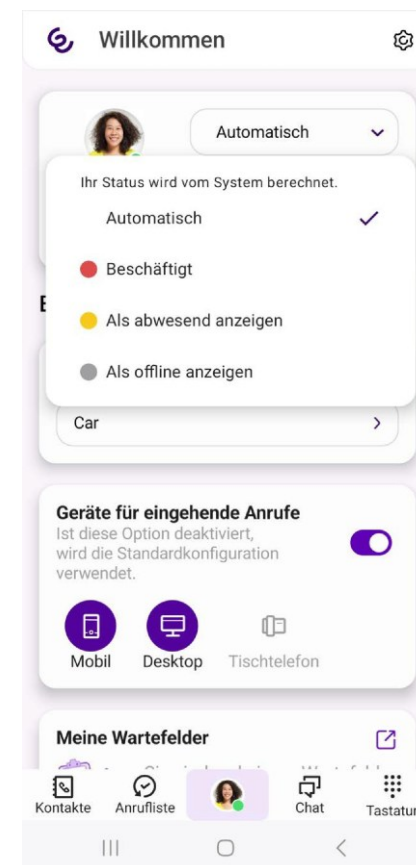 Willkommen
Automatisch
Ihr Status wird vom System berechnet.
Automatisch
Beschäftigt
Als abwesend anzeigen
Als offline anzeigen
Car
Geräte für eingehende Anrufe
Ist diese Option deaktiviert,
wird die Standardkonfiguration
verwendet.
Mobil Desktop Tischtelefon
Meine Wartefelder
Kontakte Anrufliste Chat Tastatur